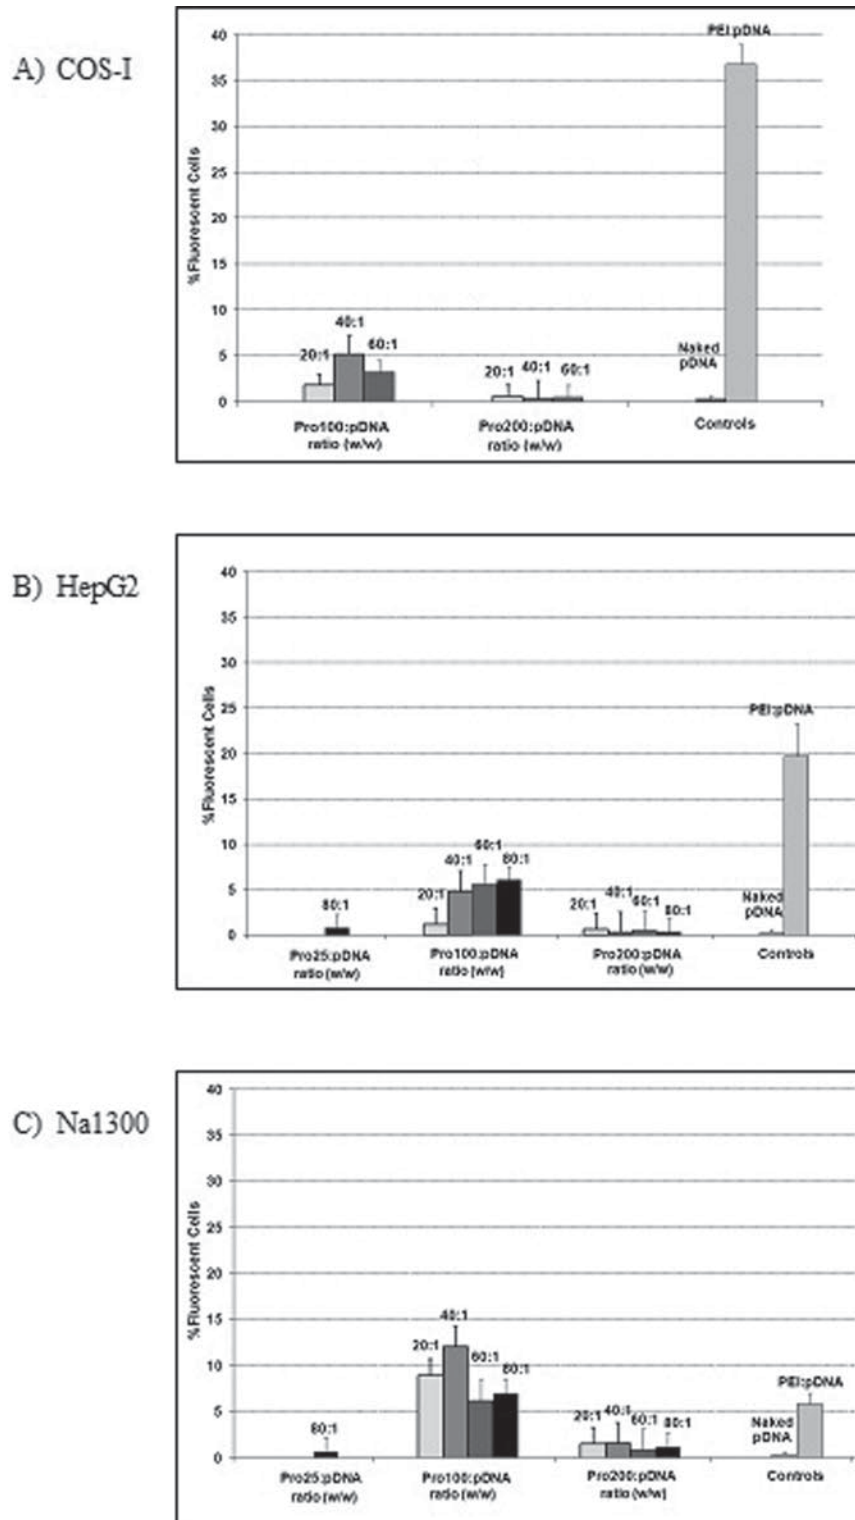 A) COS-I
40
35
30
25
20
15
10
5
0
%Fluorescent Cells
PEI:pDNA
20:1
40:1
60:1
20:1 40:1 60:1
Naked
pDNA
Pro100:pDNA
ratio (w/w)
Pro200:pDNA
ratio (w/w)
Controls
B) HepG2
40
35
30
25
20
15
10
5
0
%Fluorescent Cells
80:1
20:1
40:1
60:1
80:1
20:1
40:1
60:1
80:1
Naked
pDNA
PEI:pDNA
Pro25:pDNA
ratio (w/w)
Pro100:pDNA
ratio (w/w)
Pro200:pDNA
ratio (w/w)
Controls
C) Na1300
40
35
30
25
20
15
10
5
0
%Fluorescent Cells
80:1
20:1
40:1
60:1
80:1
20:1
40:1
60:1
80:1
Naked
pDNA
PEI:pDNA
Pro25:pDNA
ratio (w/w)
Pro100:pDNA
ratio (w/w)
Pro200:pDNA
ratio (w/w)
Controls